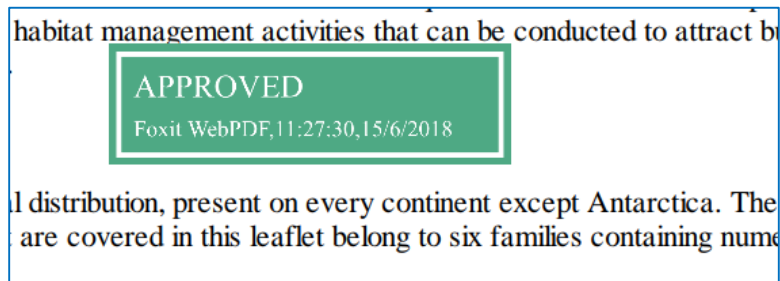 habitat management activities that can be conducted to attract
APPROVED
Foxit WebPDF,11:27:30,15/6/2018
distribution, present on every continent except Antarctica. The
are covered in this leaflet belong to six families containing